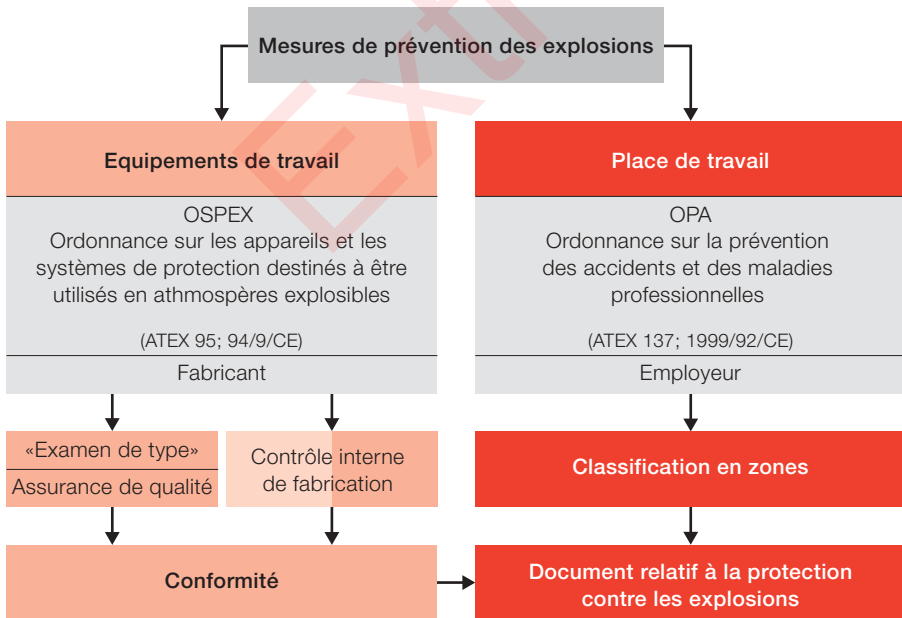 Mesures de prévention des explosions
Equipements de travail
OSPEX
Ordonnance sur les appareils et les
systèmes de protection destinés à être
utilisés en athmospères explosibles
(ATEX 95; 94/9/CE)
Fabricant
«Examen de type»
Assurance de qualité
Contrôle interne
de fabrication
Conformité
Place de travail
OPA
Ordonnance sur la prévention
des accidents et des maladies
professionnelles
(ATEX 137; 1999/92/CE)
Employeur
Classification en zones
Document relatif à la protection
contre les explosions
Ext